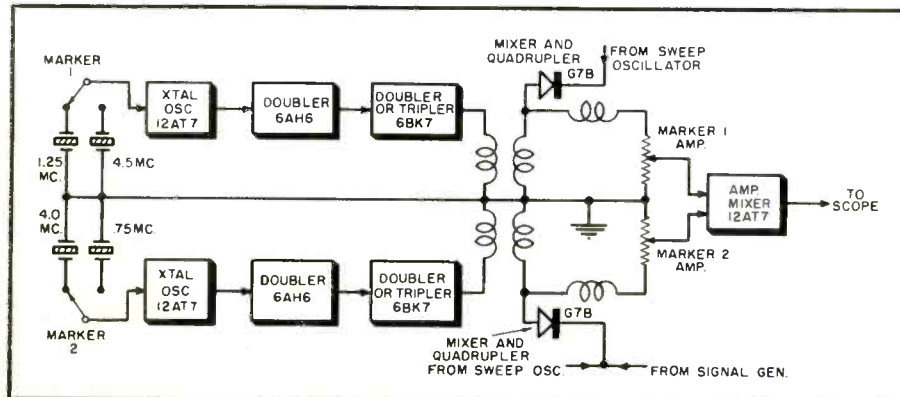 MARKER
1
1.25
MC.
4.5MC.
4.0
MC.
.75MC.
MARKER
2
XTAL
OSC
12AT7
DOUBLER
6AH6
DOUBLER
OR TRIPLER
6BK7
XTAL
OSC
12AT7
DOUBLER
6AH6
DOUBLER
OR TRIPLER
6BK7
MIXER AND
QUADRUPLER
G7B
FROM SWEEP
OSCILLATOR
MARKER 1
AMP.
MARKER 2
AMP.
AMP.
MIXER
12AT7
TO
SCOPE
G7B
MIXER AND
QUADRUPLER
FROM SWEEP OSC.
FROM SIGNAL GEN.